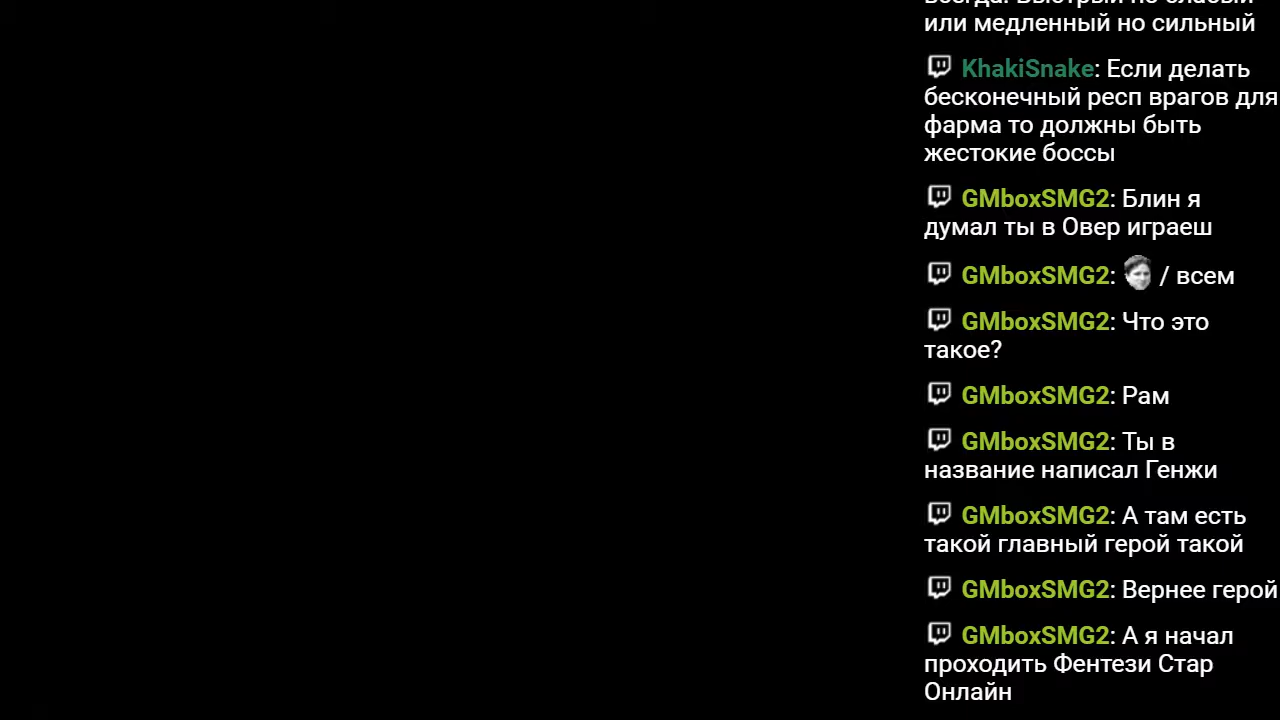 или медленный но сильный
KhakiSnake: Если делать
бесконечный респ врагов для
фарма то должны быть
жестокие боссы
GMboxSMG2: Блин я
думал ты в Овер играеш
GMboxSMG2: / всем
GMboxSMG2: Что это
такое?
GMboxSMG2: Рам
GMboxSMG2: Ты в
название написал Генжи
GMboxSMG2: А там есть
такой главный герой такой
GMboxSMG2: Вернее герой
GMboxSMG2: А я начал
проходить Фентези Стар
Онлайн